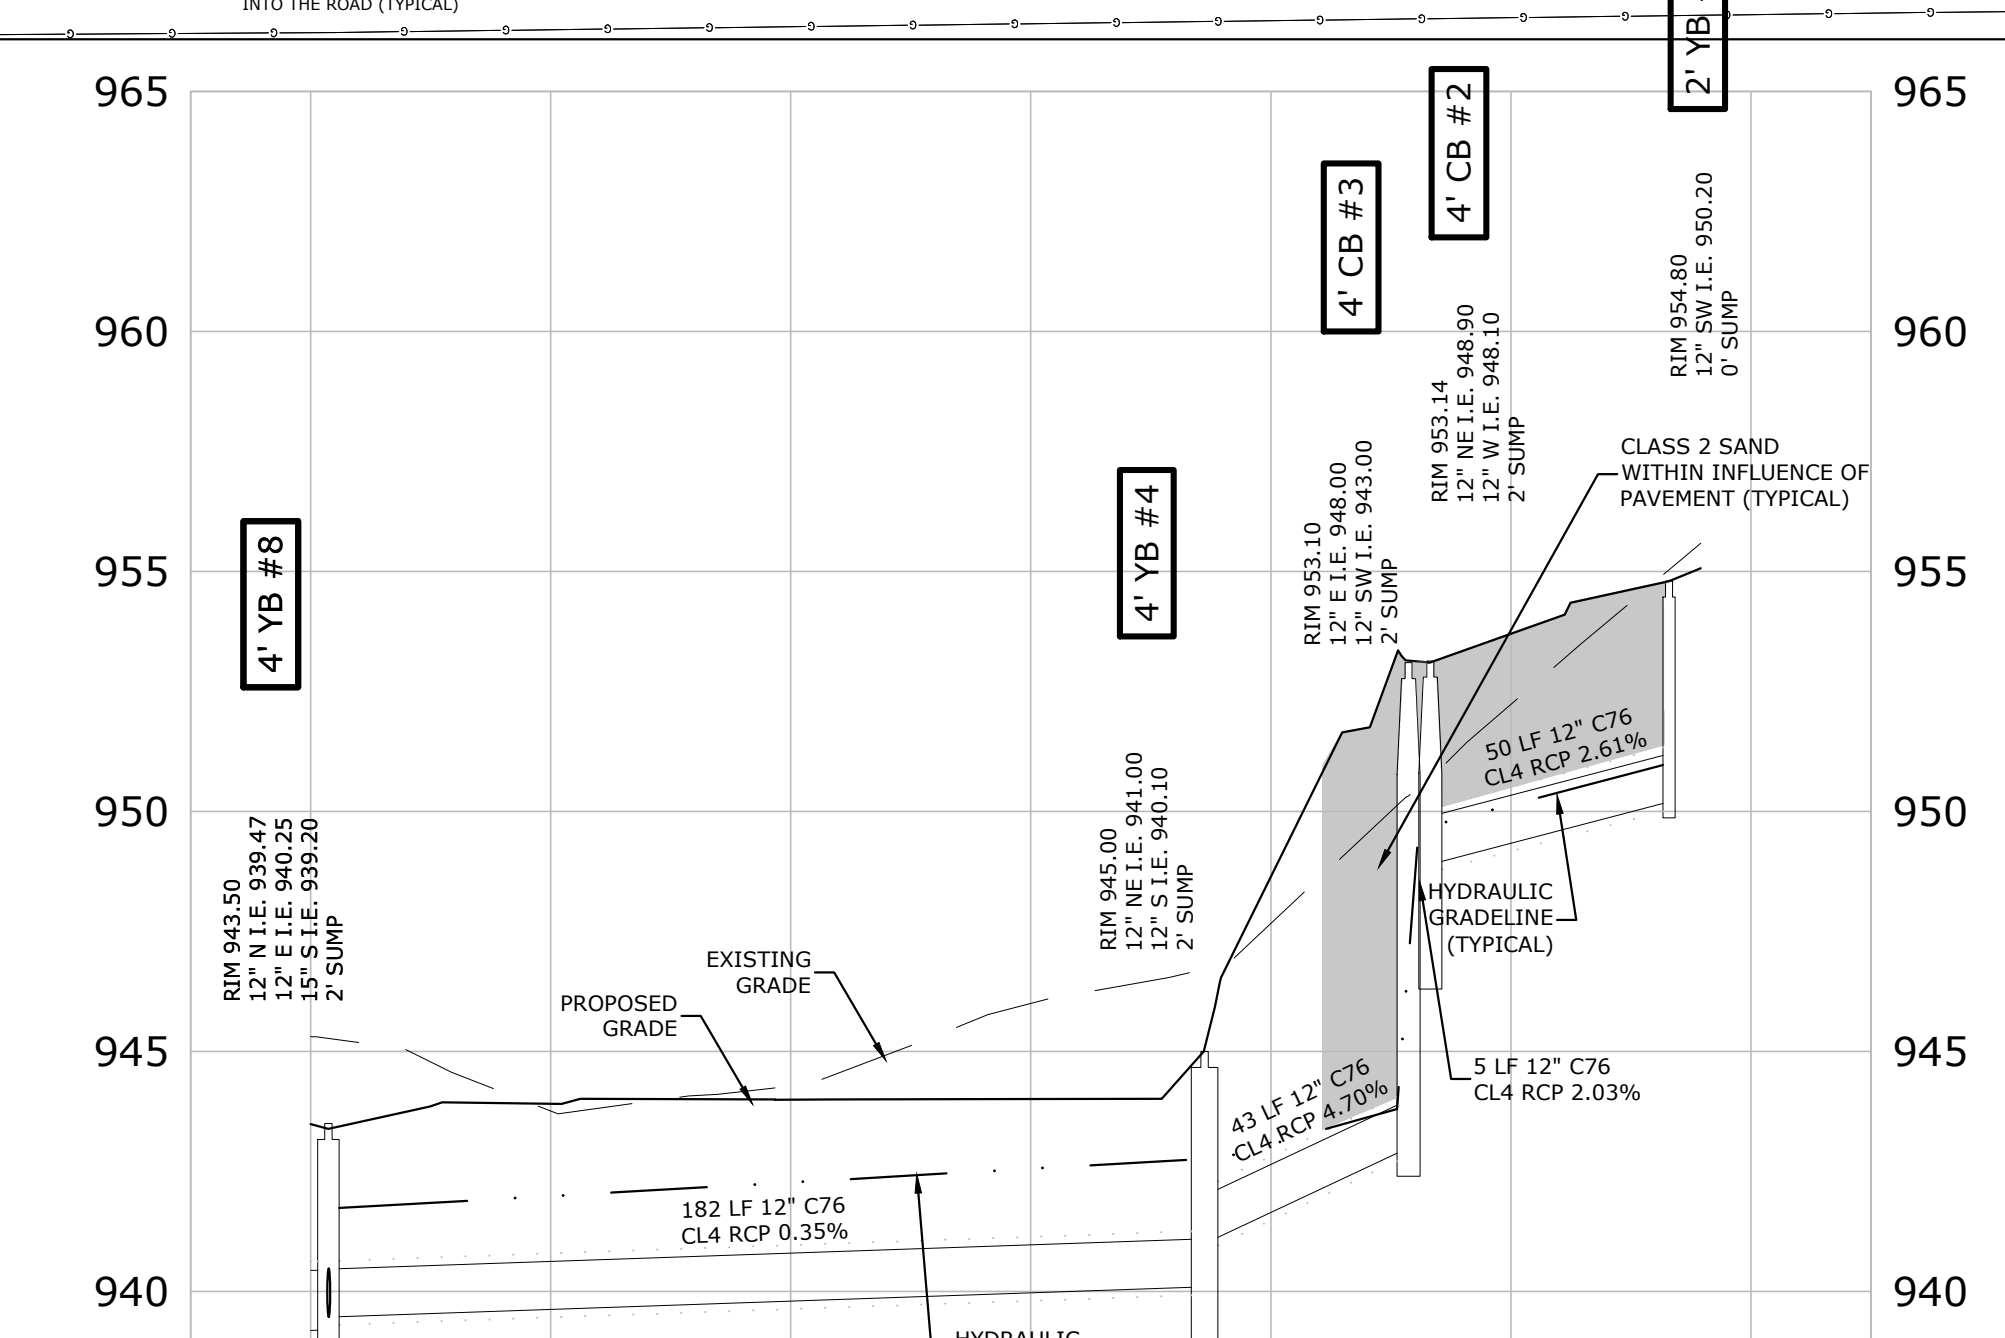 INTO THE ROAD (TYPICAL)
G G G G G G G G G G G G G G G G G G G
2' YB
965
965
4' CB #2
4' CB #3
RIM 954.80
12" SW I.E. 950.20
0' SUMP
960
960
RIM 953.14
12" NE I.E. 948.90
12" W I.E. 948.10
2' SUMP
CLASS 2 SAND
WITHIN INFLUENCE OF
PAVEMENT (TYPICAL)
4' YB #4
RIM 953.10
12" E I.E. 948.00
12" SW I.E. 943.00
2' SUMP
4' YB #8
955
955
50 LF 12" C76
CL4 RCP 2.61%
950
950
RIM 943.50
12" N I.E. 939.47
12" E I.E. 940.25
15" S I.E. 939.20
2' SUMP
RIM 945.00
12" NE I.E. 941.00
12" S I.E. 940.10
2' SUMP
HYDRAULIC
GRADELINE
(TYPICAL)
EXISTING
GRADE
PROPOSED
GRADE
945
945
43 LF 12" C76
CL4 RCP 4.70%
5 LF 12" C76
CL4 RCP 2.03%
182 LF 12" C76
CL4 RCP 0.35%
940
940
HYDRAULIC